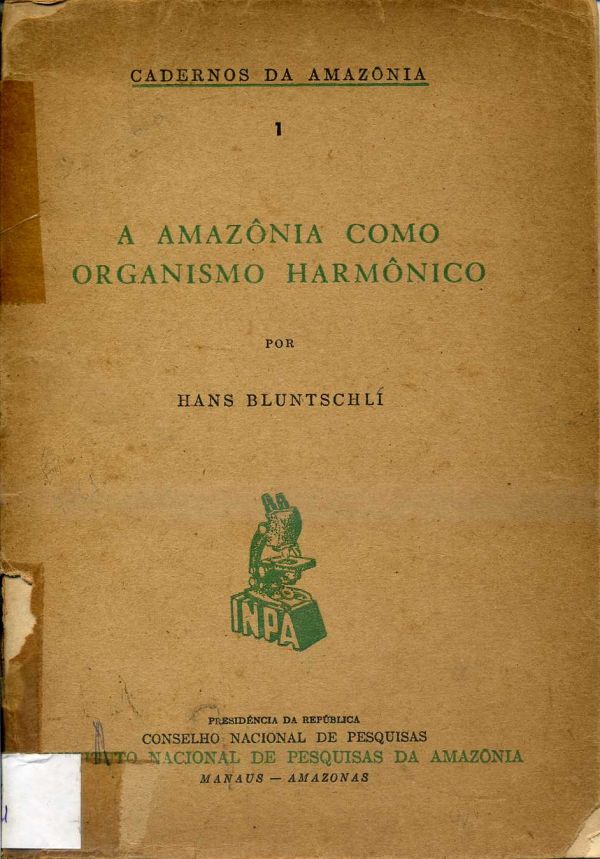 CADERNOS DA AMAZÔNIA
1
A AMAZÔNIA COMO
ORGANISMO HARMÔNICO
POR
HANS BLUNTSCHLÍ
INPA
PRESIDÊNCIA DA REPÚBLICA
CONSELHO NACIONAL DE PESQUISAS
NACIONAL DE PESQUISAS DA AMAZÔNIA
MANAUS — AMAZONAS